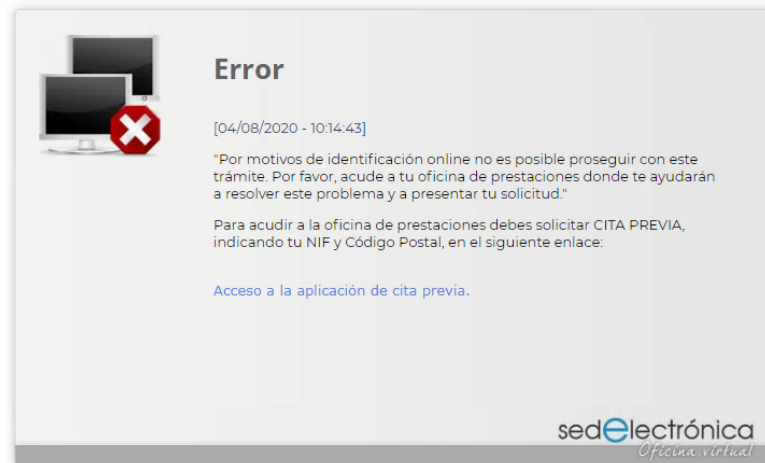 Error
[04/08/2020 - 10:14:43]
"Por motivos de identificación online no es posible proseguir con este
trámite. Por favor, acude a tu oficina de prestaciones donde te ayudarán
a resolver este problema y a presentar tu solicitud."
Para acudir a la oficina de prestaciones debes solicitar CITA PREVIA,
indicando tu NIF y Código Postal, en el siguiente enlace:
Acceso a la aplicación de cita previa.
sedelectrónica
Oficina virtual